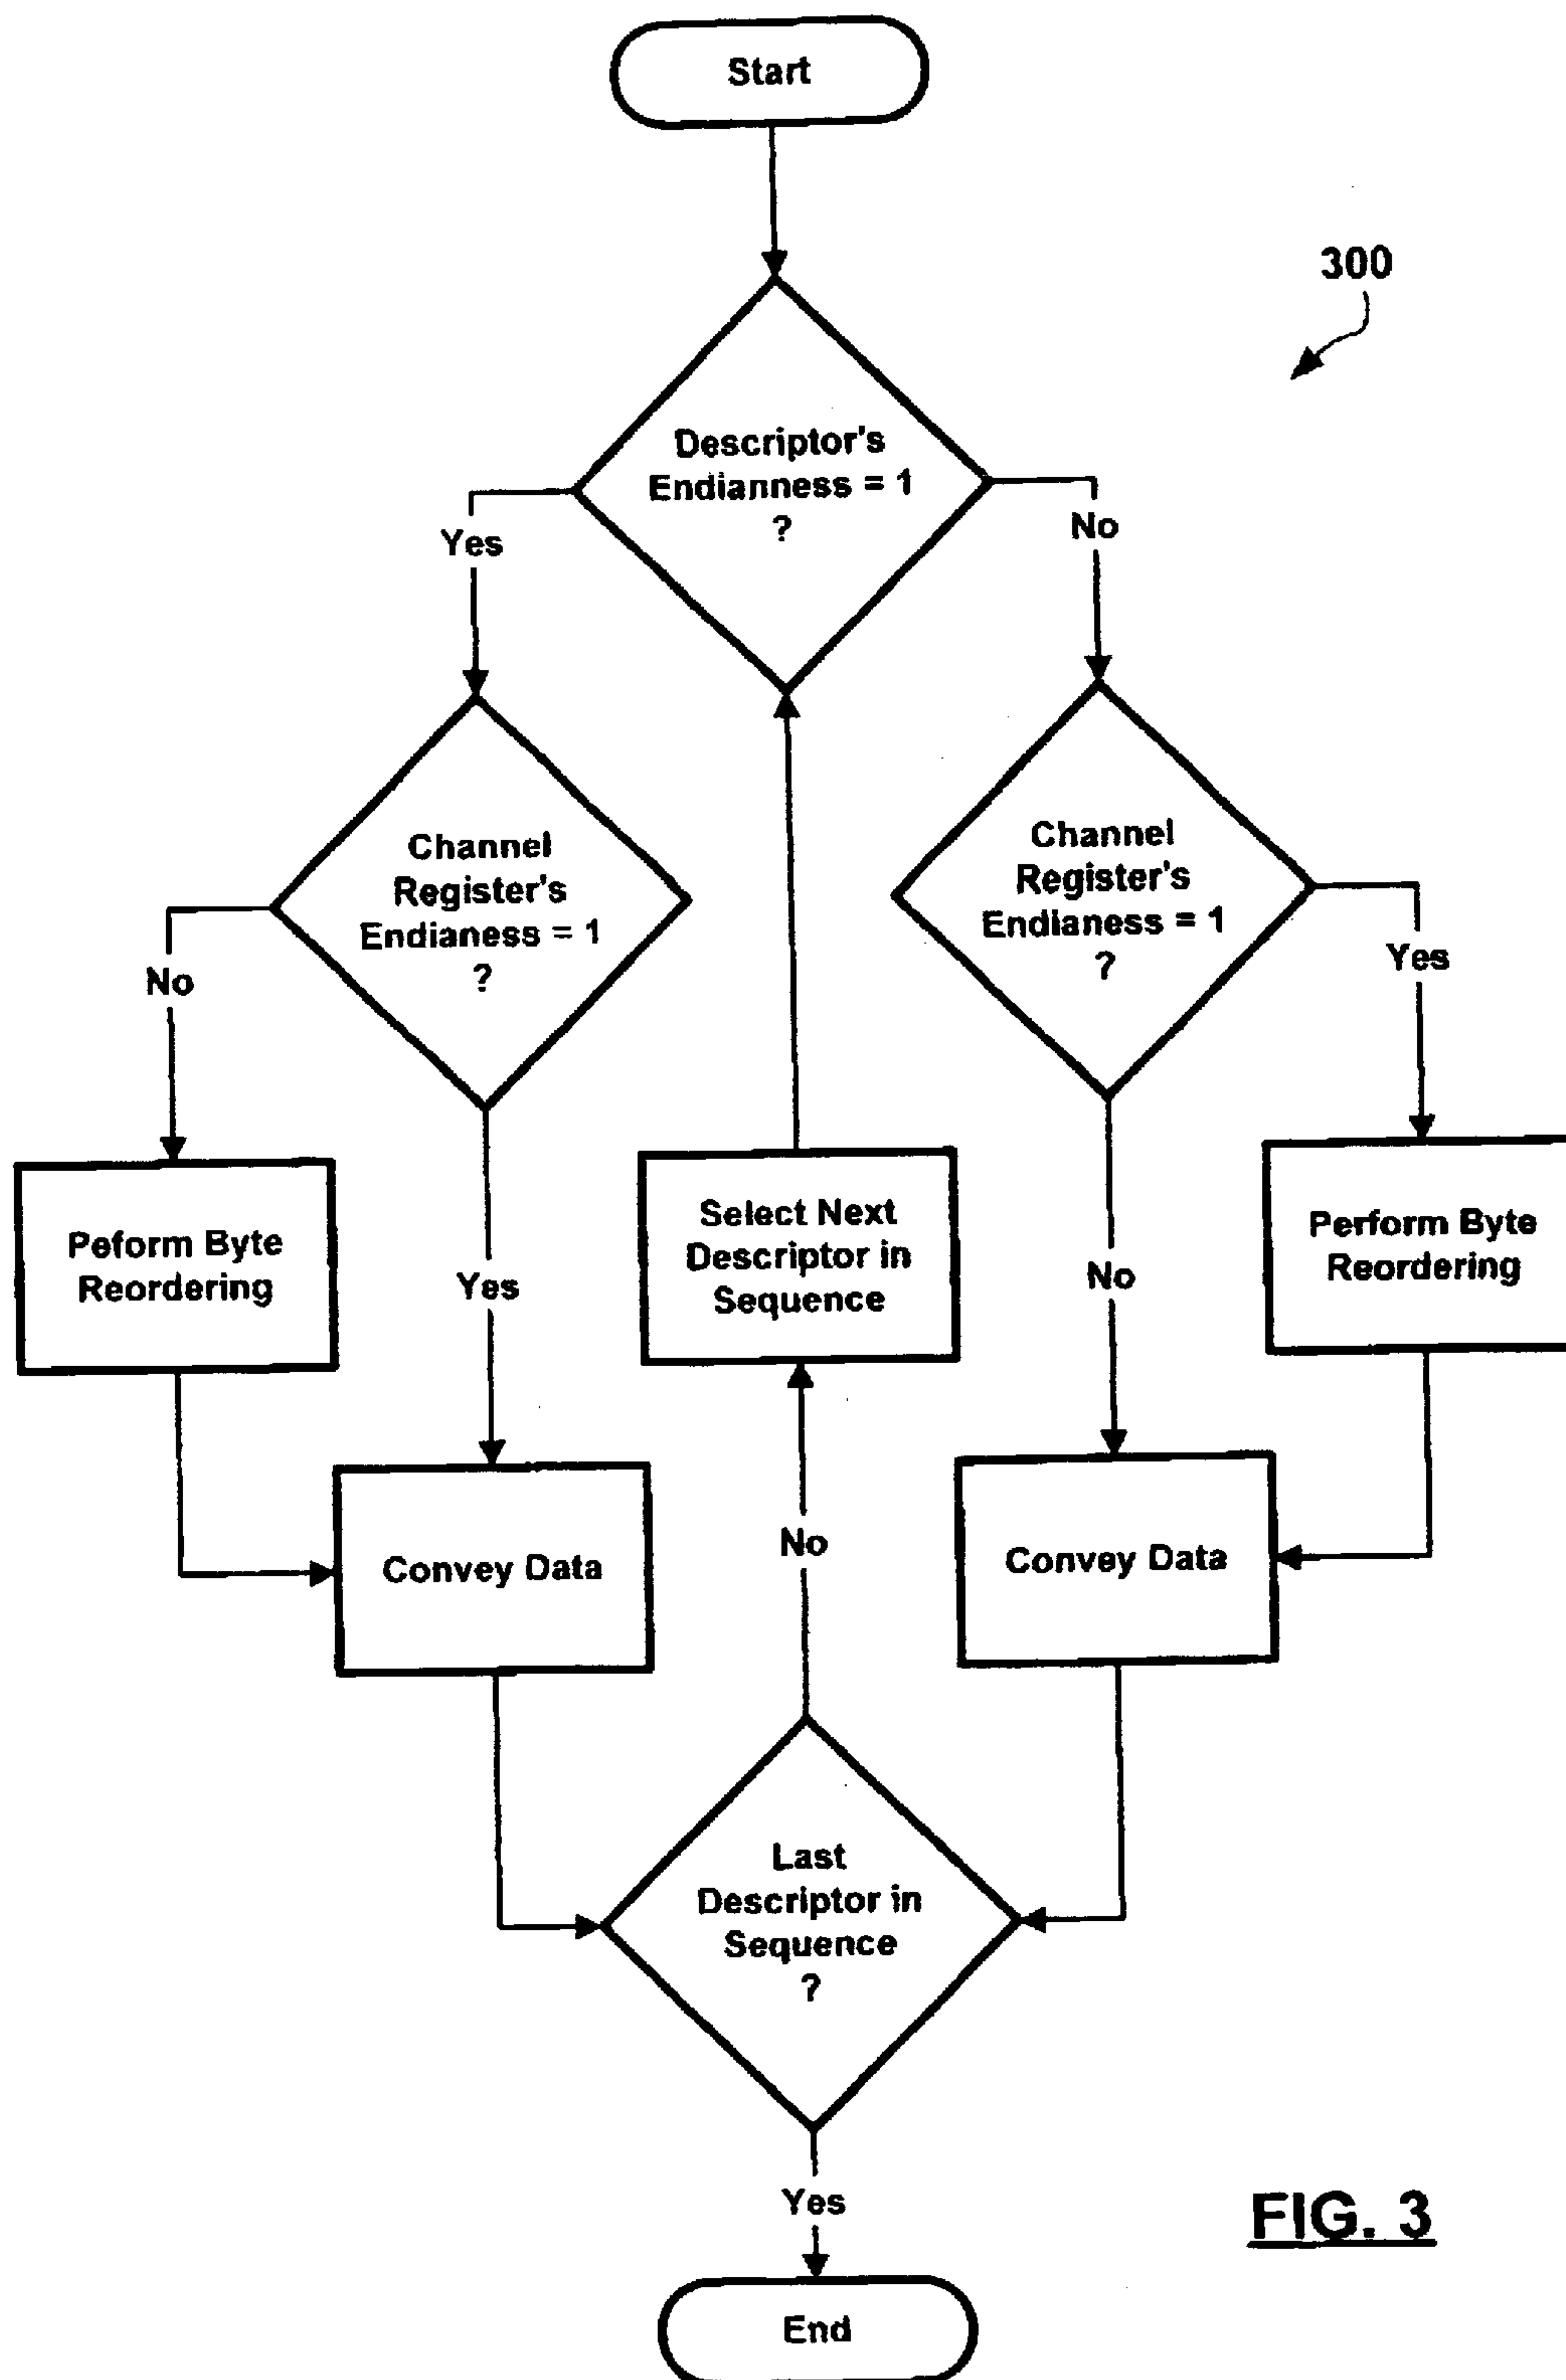 Start
300
Descriptor's
Endianness = 1
?
Yes
No
Channel
Register's
Endianess = 1
?
Channel
Register's
Endianess = 1
?
No
Yes
Peform Byte
Reordering
Yes
Select Next
Descriptor in
Sequence
No
Perform Byte
Reordering
Convey Data
No
Convey Data
Last
Descriptor in
Sequence
?
Yes
FIG. 3
End